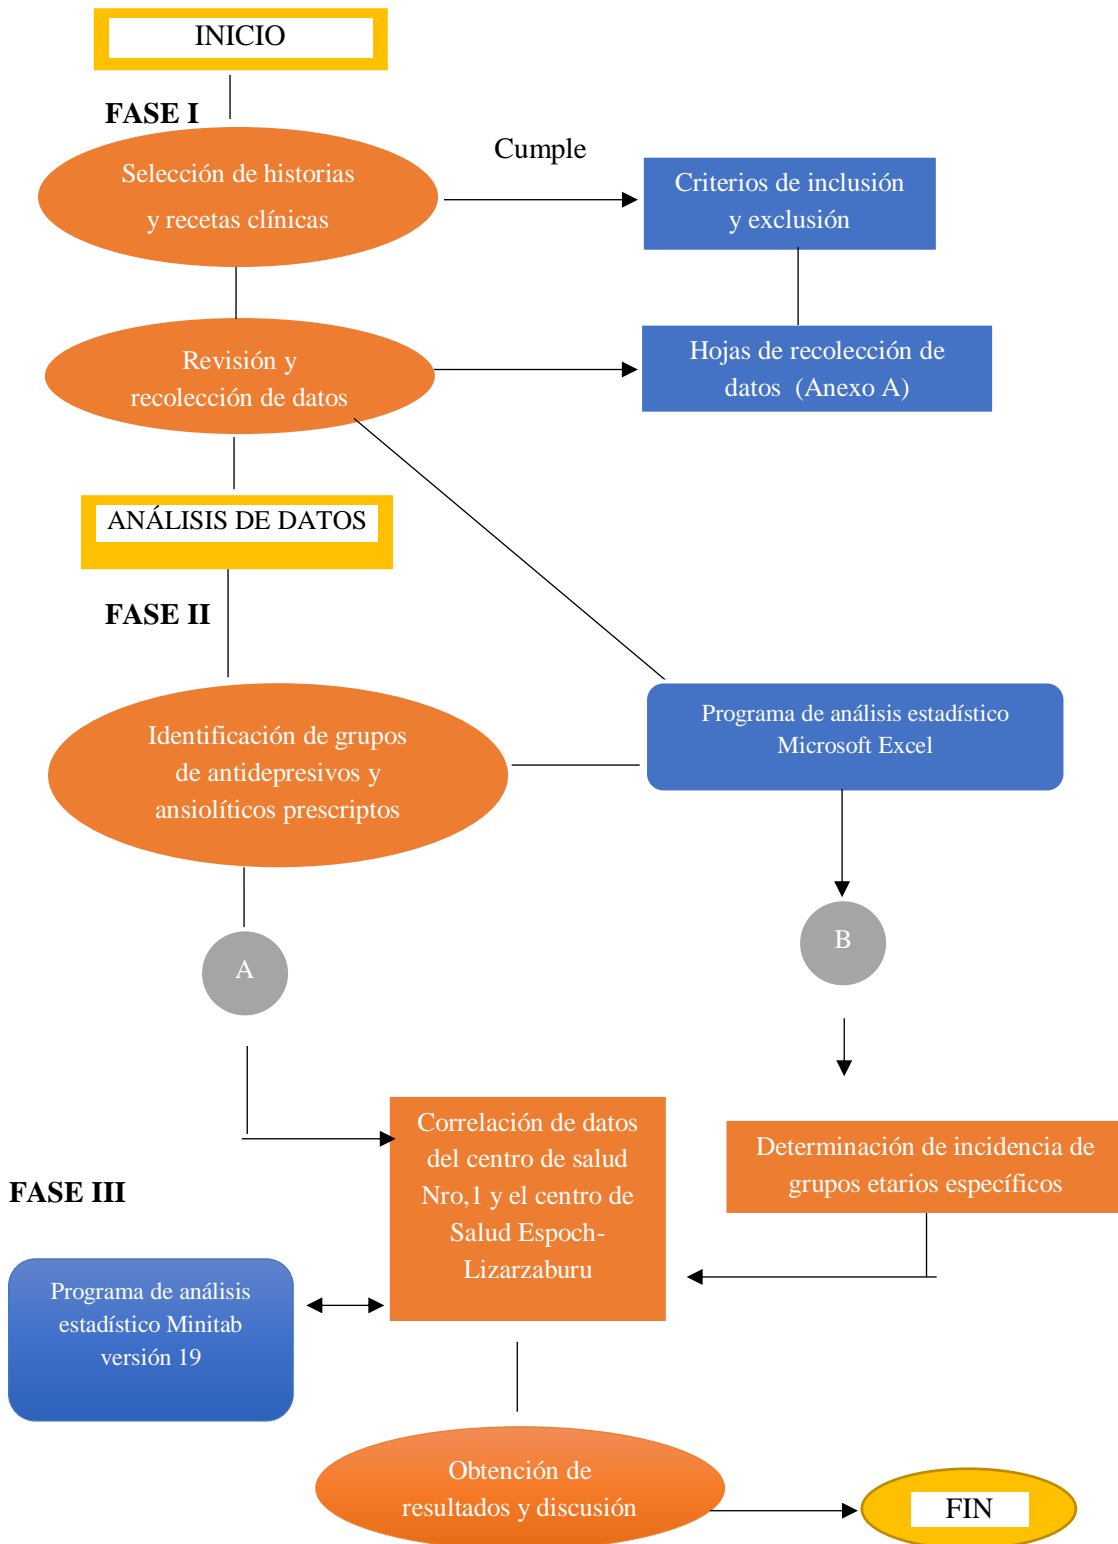 INICIO
FASE I
Selección de historias
y recetas clínicas
Cumple
Criterios de inclusión
y exclusión
Revisión y
recolección de datos
Hojas de recolección de
datos (Anexo A)
ANÁLISIS DE DATOS
FASE II
Identificación de grupos
de antidepresivos y
ansiolíticos prescriptos
Programa de análisis estadístico
Microsoft Excel
A
B
Correlación de datos
del centro de salud
Nro,1 y el centro de
Salud Espoch-
Lizarzaburu
Determinación de incidencia de
grupos etarios específicos
FASE III
Programa de análisis
estadístico Minitab
versión 19
Obtención de
resultados y discusión
FIN